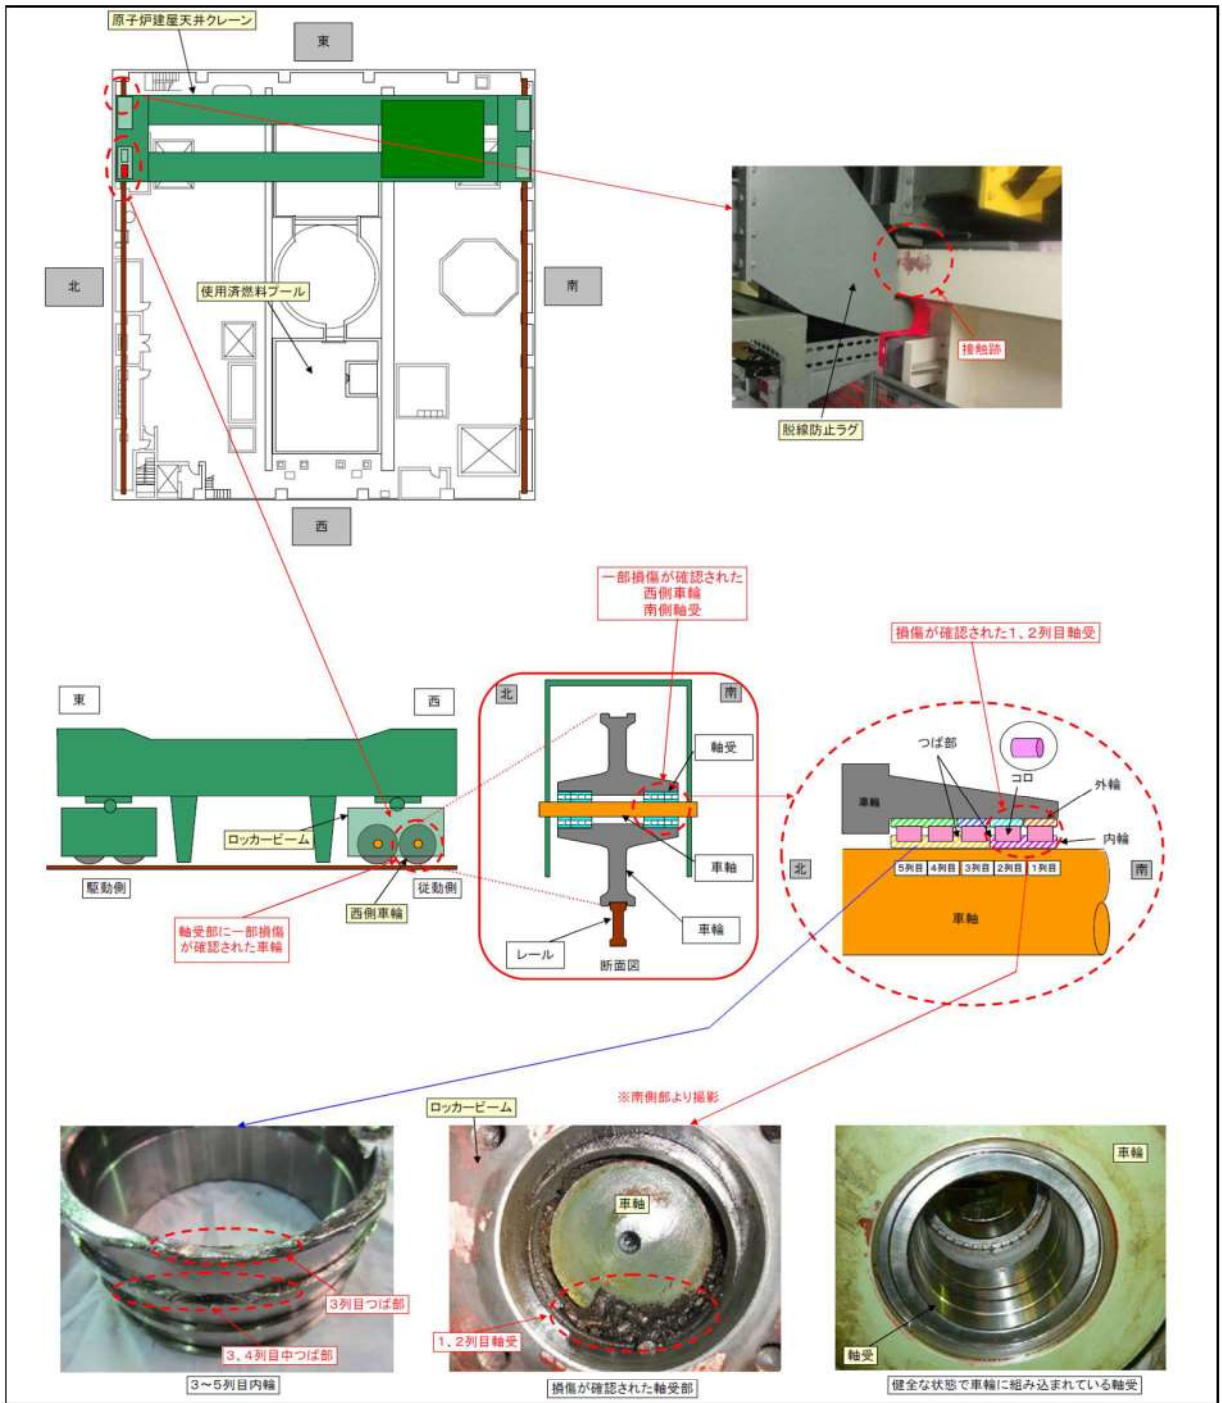 原子炉建屋天井クレーン
東
北
南
使用済燃料プール
西
接触跡
脱線防止ラグ
一部損傷が確認された
西側車輪
南側軸受
損傷が確認された1、2列目軸受
東
西
ロッカービーム
駆動側
従動側
西側車輪
軸受部に一部損傷
が確認された車輪
北
南
軸受
車軸
車輪
レール
断面図
つば部
コロ
外輪
車輪
内輪
北
南
5列目
4列目
3列目
2列目
1列目
車軸
ロッカービーム
※南側部より撮影
3列目つば部
3、4列目中つば部
3~5列目内輪
車軸
1、2列目軸受
損傷が確認された軸受部
車輪
軸受
健全な状態で車輪に組み込まれている軸受